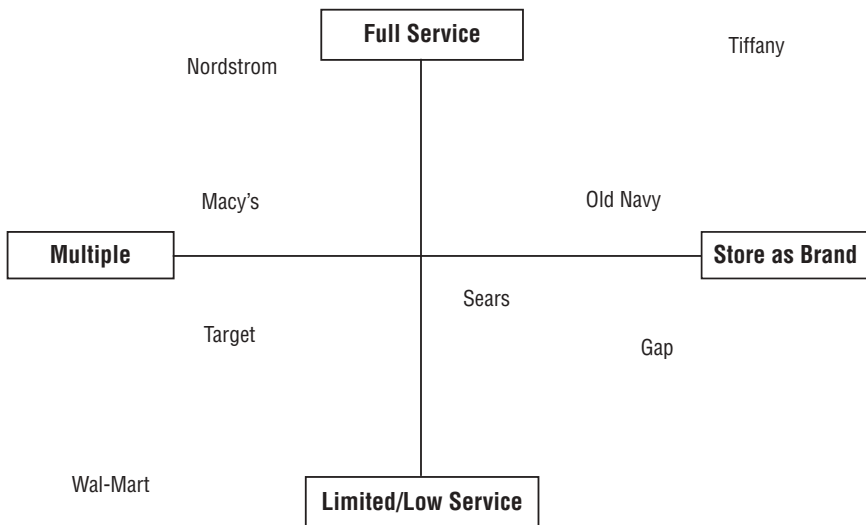 Full Service
Tiffany
Nordstrom
Macy’s
Old Navy
Multiple
Store as Brand
Sears
Target
Gap
Wal-Mart
Limited/Low Service